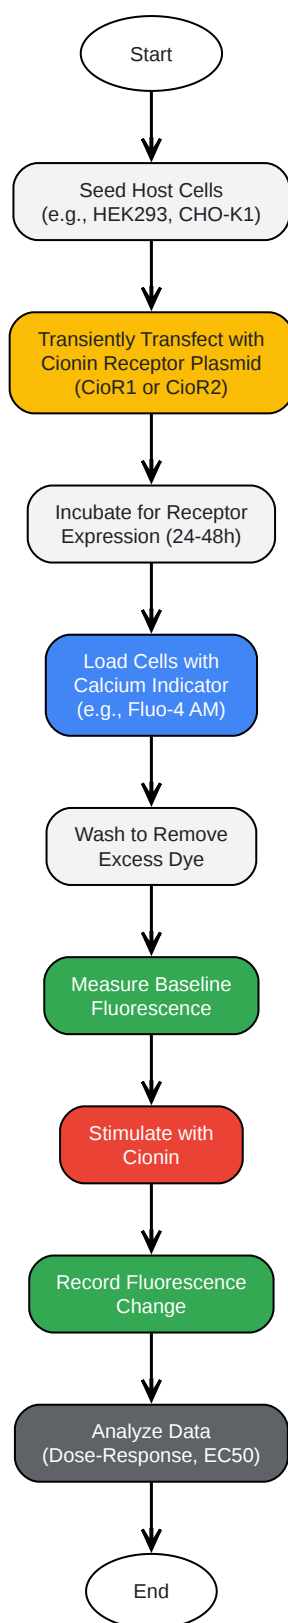 Start
Seed Host Cells
(e.g., HEK293, CHO-K1)
Transiently Transfect with
Cionin Receptor Plasmid
(CioR1 or CioR2)
Incubate for Receptor
Expression (24-48h)
Load Cells with
Calcium Indicator
(e.g., Fluo-4 AM)
Wash to Remove
Excess Dye
Measure Baseline
Fluorescence
Stimulate with
Cionin
Record Fluorescence
Change
Analyze Data
(Dose-Response, EC50)
End